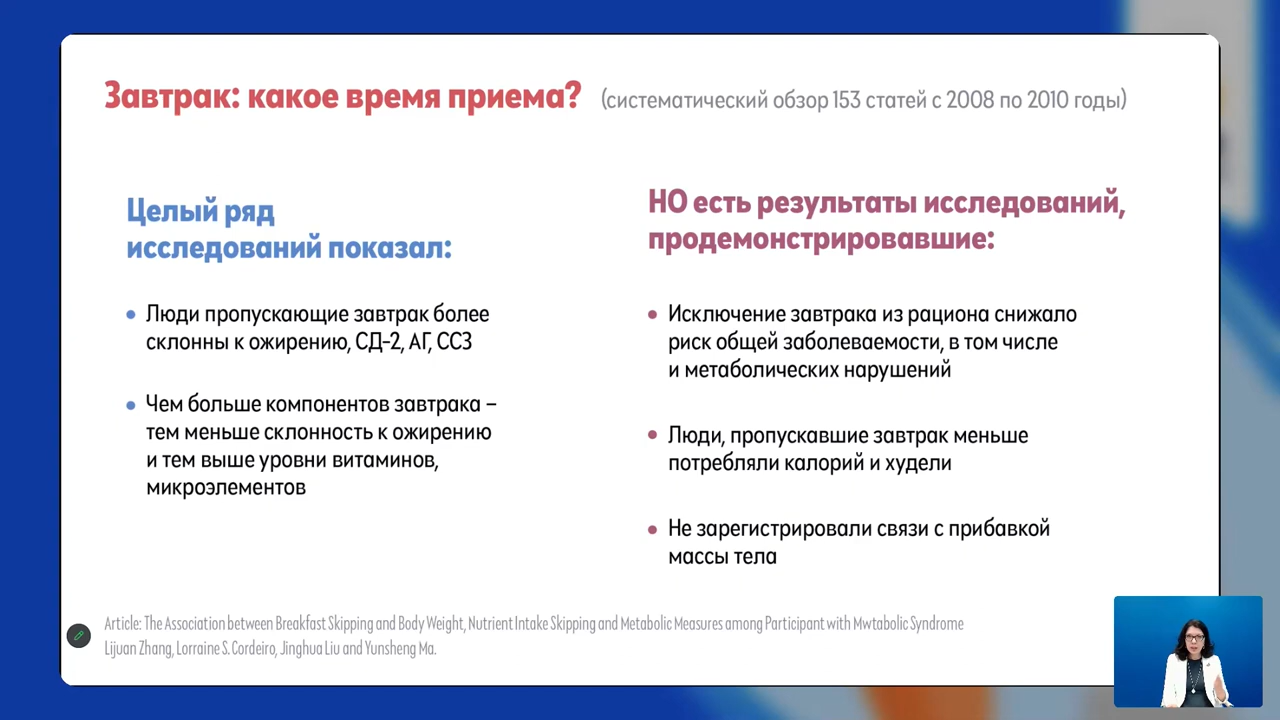 Завтрак: какое время приема? (систематический обзор 153 статей с 2008 по 2010 годы)
Целый ряд
исследований показал:
• Люди пропускающие завтрак более
склонны к ожирению, СД-2, АГ, ССЗ
• Чем больше компонентов завтрака –
тем меньше склонность к ожирению
и тем выше уровни витаминов,
микроэлементов
НО есть результаты исследований,
продемонстрировавшие:
• Исключение завтрака из рациона снижало
риск общей заболеваемости, в том числе
и метаболических нарушений
• Люди, пропускавшие завтрак меньше
потребляли калорий и худели
• Не зарегистрировали связи с прибавкой
массы тела
Article: The Association between Breakfast Skipping and Body Weight, Nutrient Intake Skipping and Metabolic Measures among Participant with Mwtabolic Syndrome
Lijuan Zhang, Lorraine S. Cordeiro, Jinghua Liu and Yunsheng Ma.